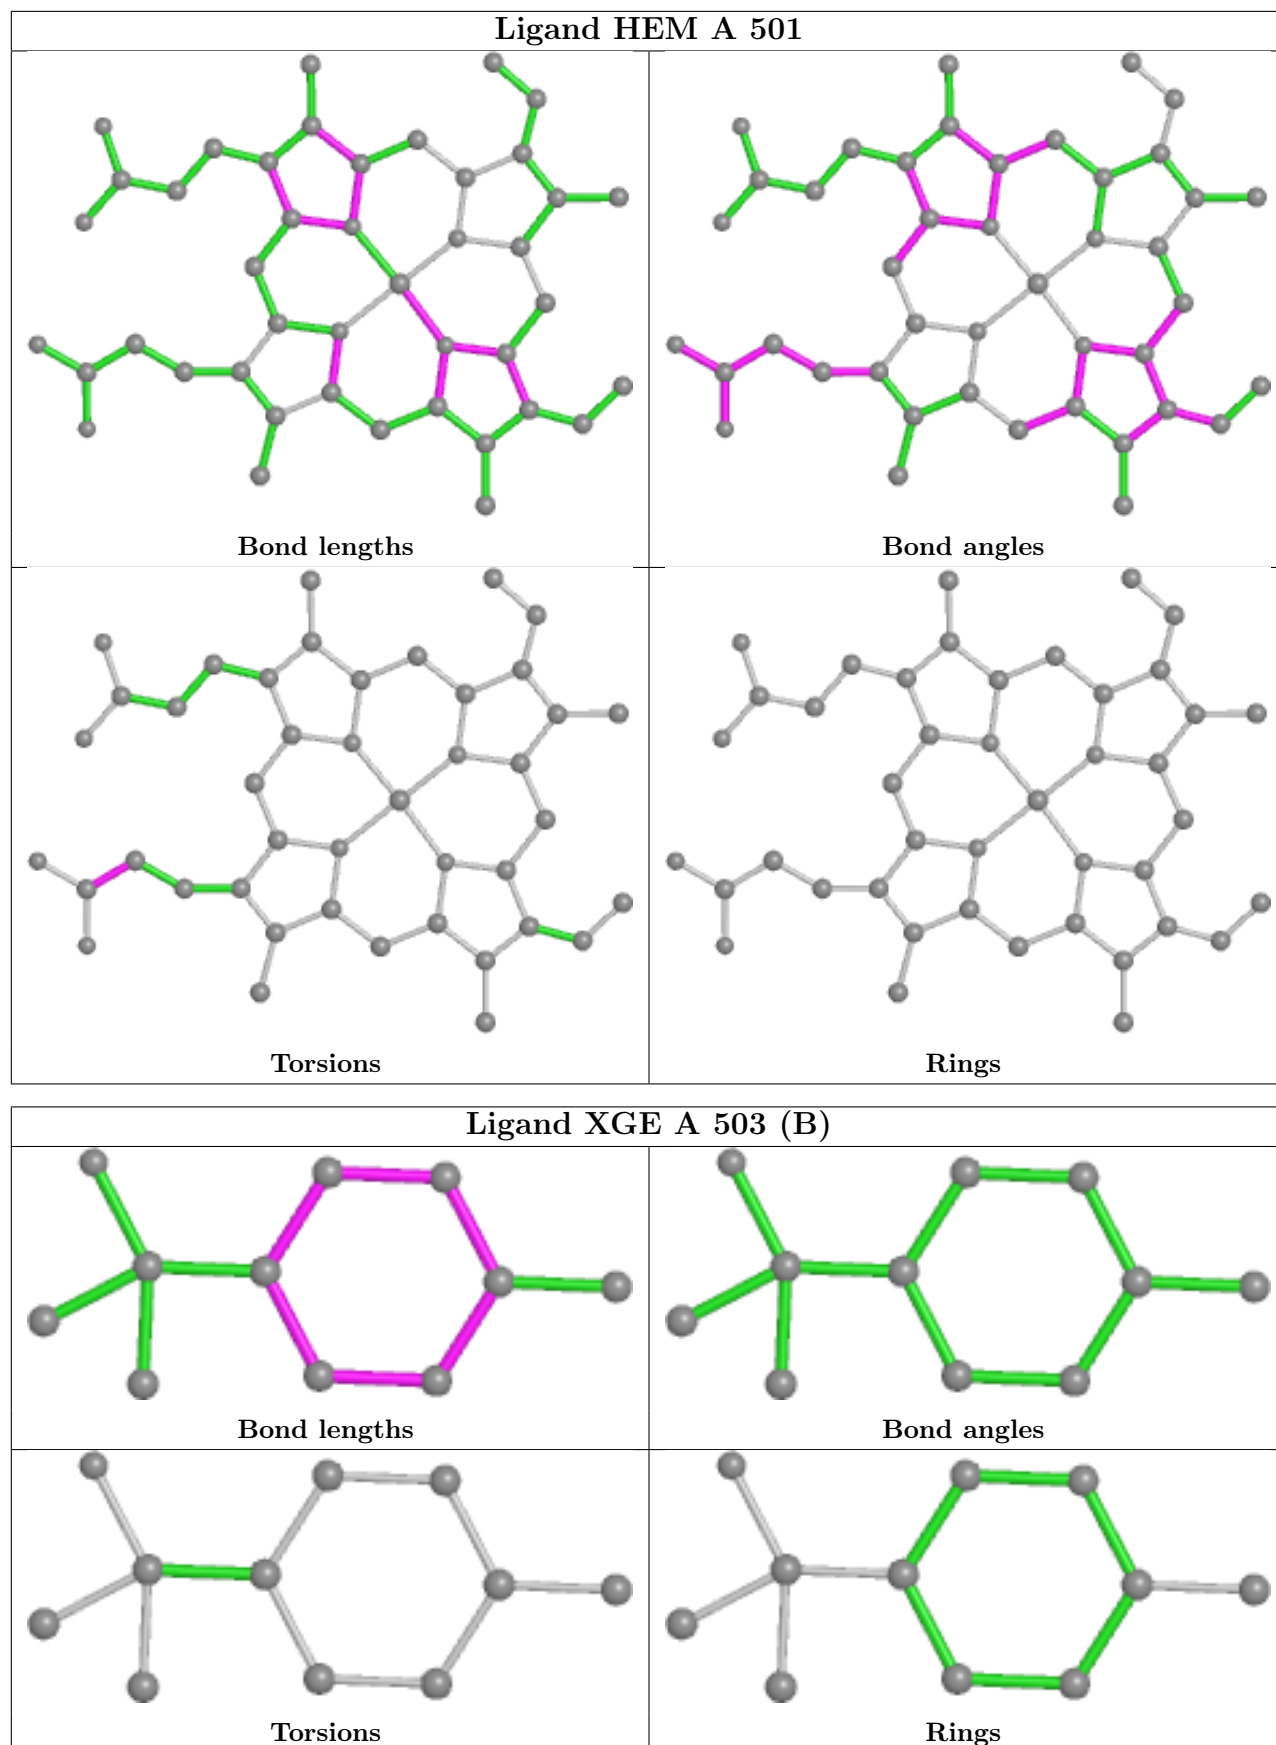 Ligand HEM A 501
Bond lengths
Bond angles
Torsions
Rings
Ligand XGE A 503 (B)
Bond lengths
Bond angles
Torsions
Rings